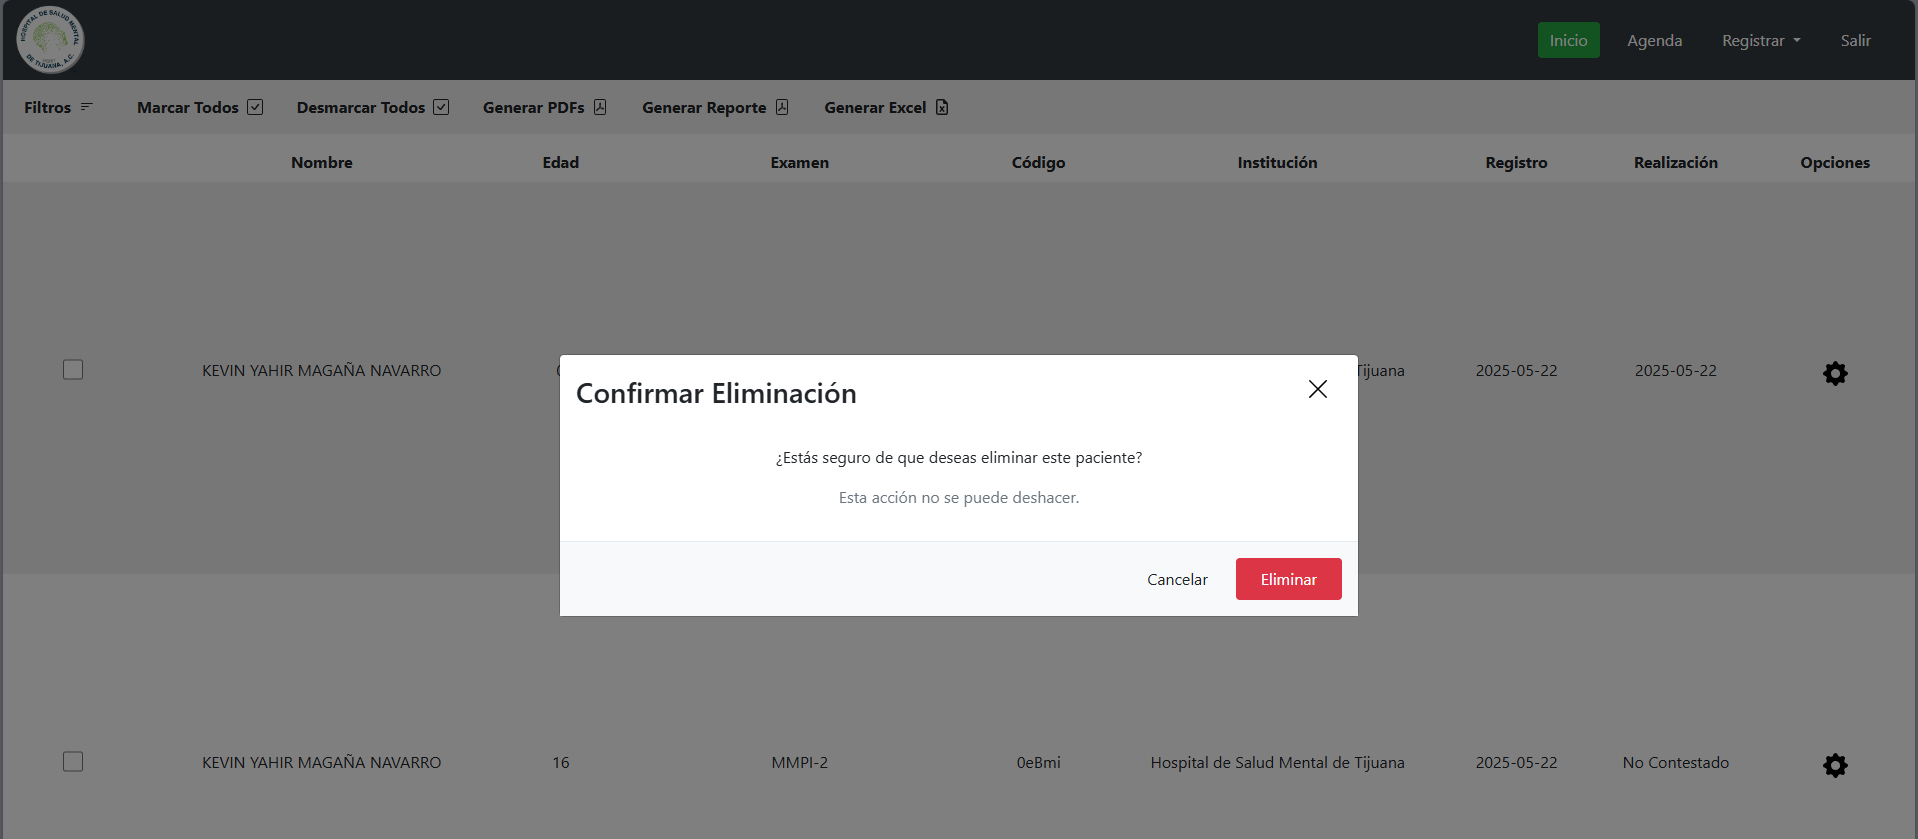 HOSPITAL DE SALUD MENTAL
DE TIJUANA, A.C.
Inicio
Agenda
Registrar
Salir
Filtros
Marcar Todos
Desmarcar Todos
Generar PDFs
Generar Reporte
Generar Excel
Nombre Edad Examen Código Institución Registro Realización Opciones
KEVIN YAHIR MAGAÑA NAVARRO Tijuana 2025-05-22 2025-05-22
Confirmar Eliminación
¿Estás seguro de que deseas eliminar este paciente?
Esta acción no se puede deshacer.
Cancelar
Eliminar
KEVIN YAHIR MAGAÑA NAVARRO 16 MMPI-2 0eBmi Hospital de Salud Mental de Tijuana 2025-05-22 No Contestado